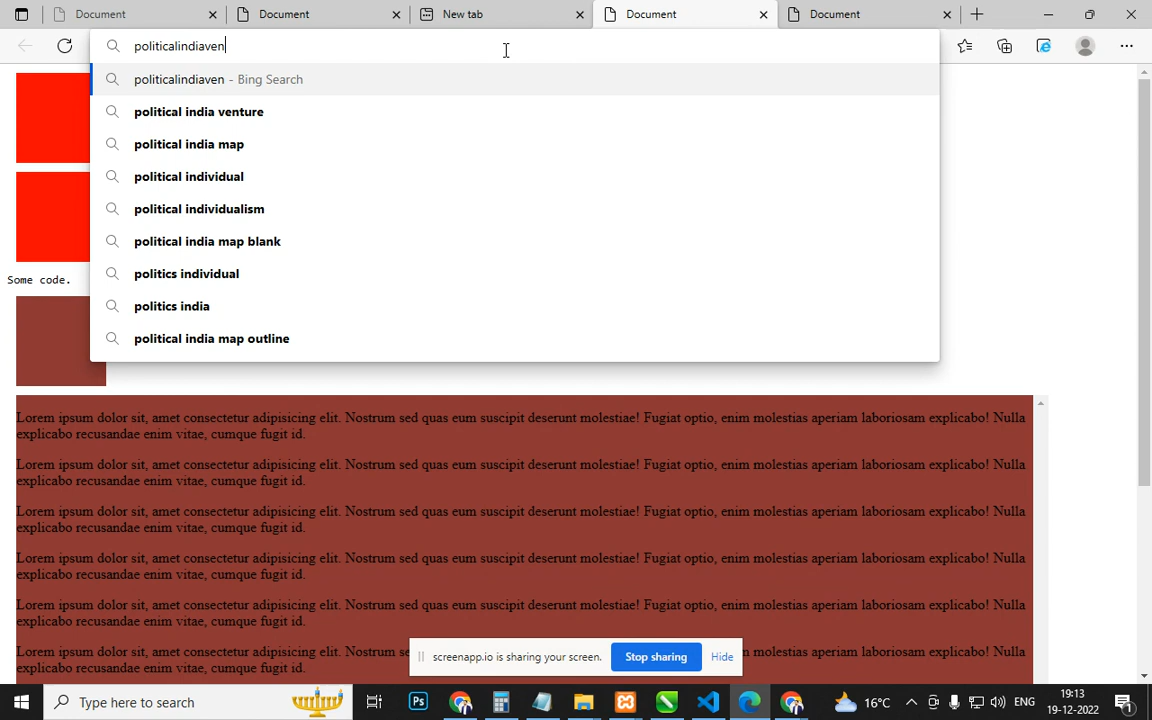 Document
Document
New tab
Document
Document
politicalindiaven
politicalindiaven - Bing Search
political india venture
political india map
political individual
political individualism
political india map blank
politics individual
politics india
political india map outline
Some code.
Lorem ipsum dolor sit, amet consectetur adipisicing elit. Nostrum sed quas eum suscipit deserunt molestiae! Fugiat optio, enim molestias aperiam laboriosam explicabo! Nulla
explicabo recusandae enim vitae, cumque fugit id.
Lorem ipsum dolor sit, amet consectetur adipisicing elit. Nostrum sed quas eum suscipit deserunt molestiae! Fugiat optio, enim molestias aperiam laboriosam explicabo! Nulla
explicabo recusandae enim vitae, cumque fugit id.
Lorem ipsum dolor sit, amet consectetur adipisicing elit. Nostrum sed quas eum suscipit deserunt molestiae! Fugiat optio, enim molestias aperiam laboriosam explicabo! Nulla
explicabo recusandae enim vitae, cumque fugit id.
Lorem ipsum dolor sit, amet consectetur adipisicing elit. Nostrum sed quas eum suscipit deserunt molestiae! Fugiat optio, enim molestias aperiam laboriosam explicabo! Nulla
explicabo recusandae enim vitae, cumque fugit id.
Lorem ipsum dolor sit, amet consectetur adipisicing elit. Nostrum sed quas eum suscipit deserunt molestiae! Fugiat optio, enim molestias aperiam laboriosam explicabo! Nulla
explicabo recusandae enim vitae, cumque fugit id.
Lorem ipsum dolor sit, amet consectetur adipisicing elit. Nostrum se molestias aperiam laboriosam explicabo! Nulla
explicabo recusandae enim vitae, cumque fugit id.
screenapp.io is sharing your screen. Stop sharing Hide
Type here to search
Ps
16°C
ENG
19:13
19-12-2022
1